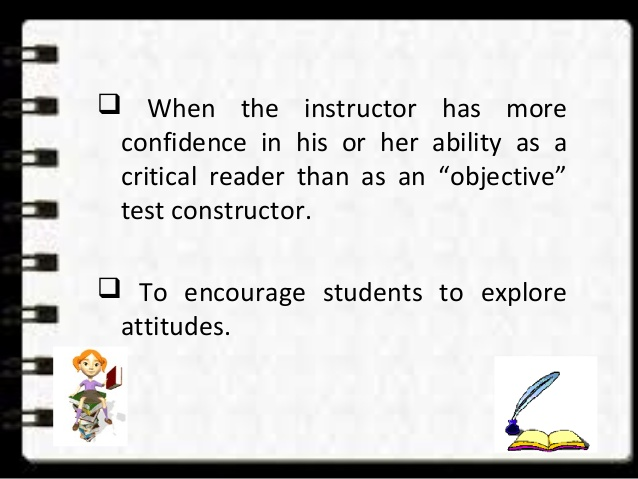 ❑ When the instructor has more
confidence in his or her ability as a
critical reader than as an “objective”
test constructor.
❑ To encourage students to explore
attitudes.